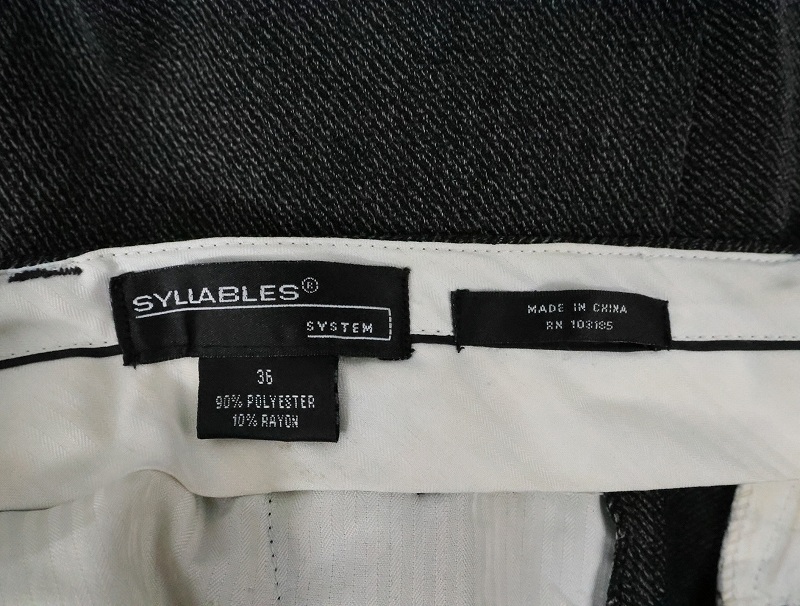 SYLLABLES®
SYSTEM
36
90% POLYESTER
10% RAYON
MADE IN CHINA
RN 103185